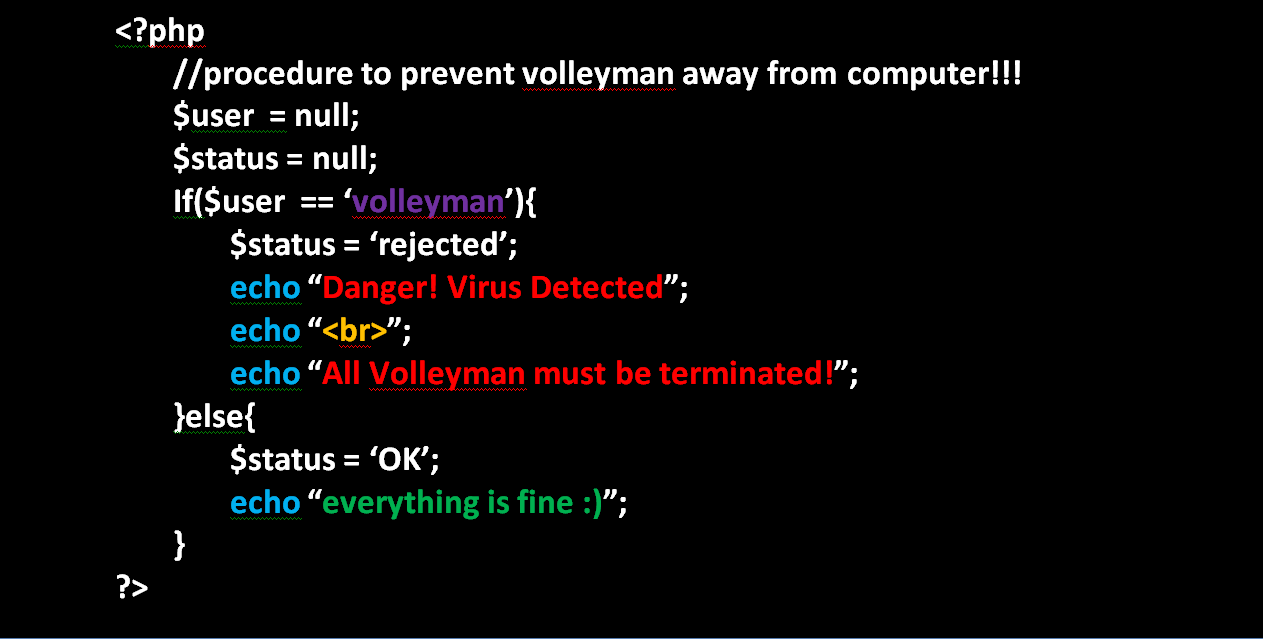 <?php
//procedure to prevent volleyman away from computer!!!
$user  = null;
$status = null;
If($user  == ‘volleyman’){
$status = ‘rejected’;
echo “Danger! Virus Detected”;
echo “<br>”;
echo “All Volleyman must be terminated!”;
}else{
$status = ‘OK’;
echo “everything is fine :)”;
}
?>